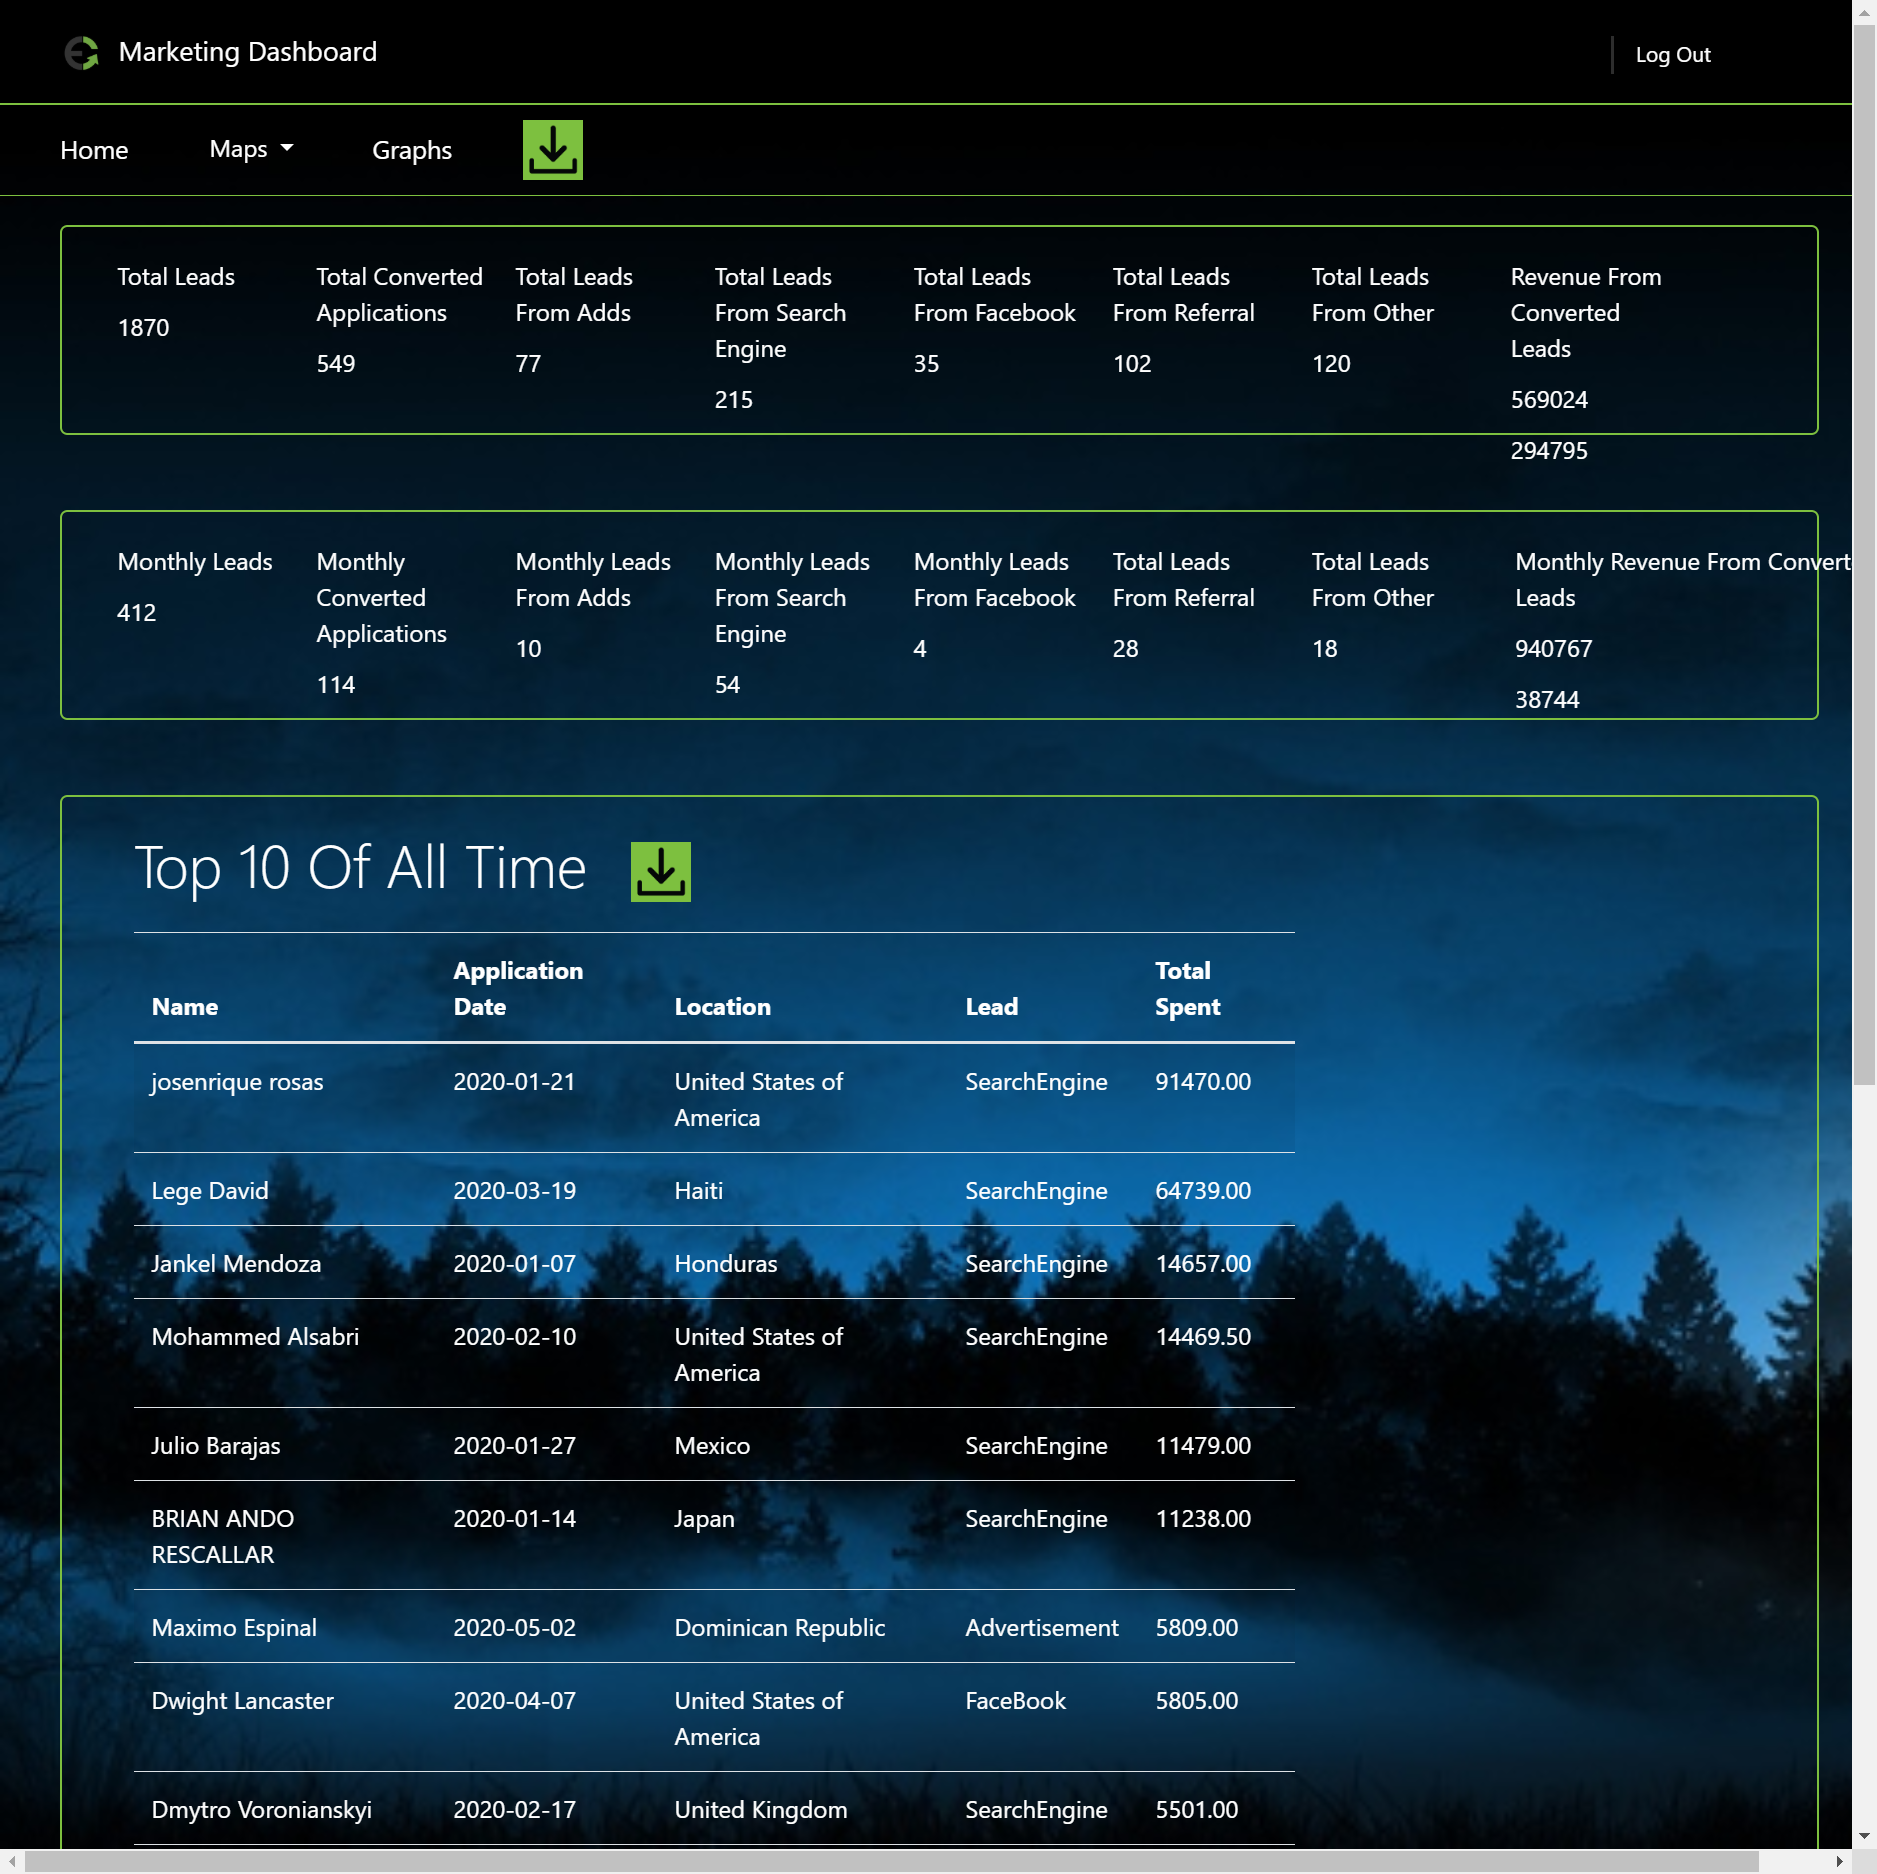 Marketing Dashboard
Log Out
Home
Maps
Graphs
Total Leads
1870
Total Converted
Applications
549
Total Leads
From Adds
77
Total Leads
From Search
Engine
215
Total Leads
From Facebook
35
Total Leads
From Referral
102
Total Leads
From Other
120
Revenue From
Converted
Leads
569024
294795
Monthly Leads
412
Monthly
Converted
Applications
114
Monthly Leads
From Adds
10
Monthly Leads
From Search
Engine
54
Monthly Leads
From Facebook
4
Total Leads
From Referral
28
Total Leads
From Other
18
Monthly Revenue From Convert
Leads
940767
38744
Top 10 Of All Time
Name
Application
Date
Location
Lead
Total
Spent
josenrique rosas
2020-01-21
United States of
America
SearchEngine
91470.00
Lege David
2020-03-19
Haiti
SearchEngine
64739.00
Jankel Mendoza
2020-01-07
Honduras
SearchEngine
14657.00
Mohammed Alsabri
2020-02-10
United States of
America
SearchEngine
14469.50
Julio Barajas
2020-01-27
Mexico
SearchEngine
11479.00
BRIAN ANDO
RESCALLAR
2020-01-14
Japan
SearchEngine
11238.00
Maximo Espinal
2020-05-02
Dominican Republic
Advertisement
5809.00
Dwight Lancaster
2020-04-07
United States of
America
FaceBook
5805.00
Dmytro Voronianskyi
2020-02-17
United Kingdom
SearchEngine
5501.00